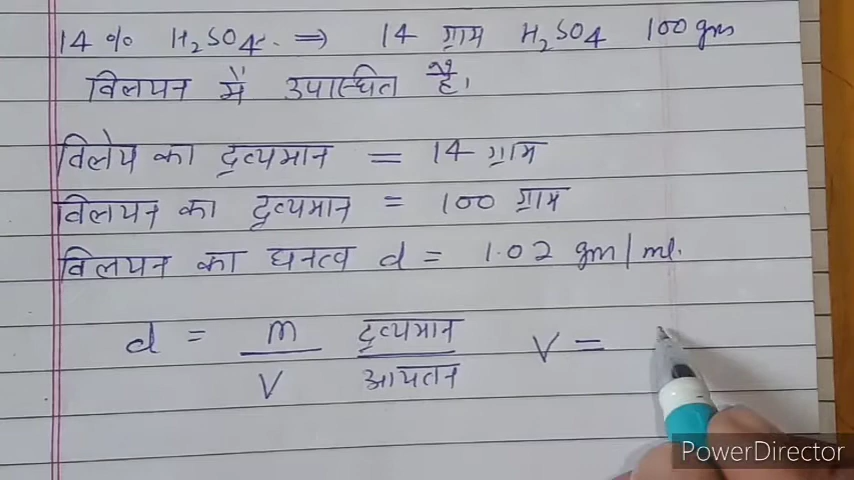 14 % H₂SO₄. ⇒ 14 ग्राम H₂SO₄ 100 gm
विलयन में उपास्थित है।
विलेय का द्रव्यमान = 14 ग्राम
विलयन का द्रव्यमान = 100 ग्राम
विलयन का घनत्व d = 1.02 gm/ml.
d = m/V द्रव्यमान/आयतन V =
PowerDirector